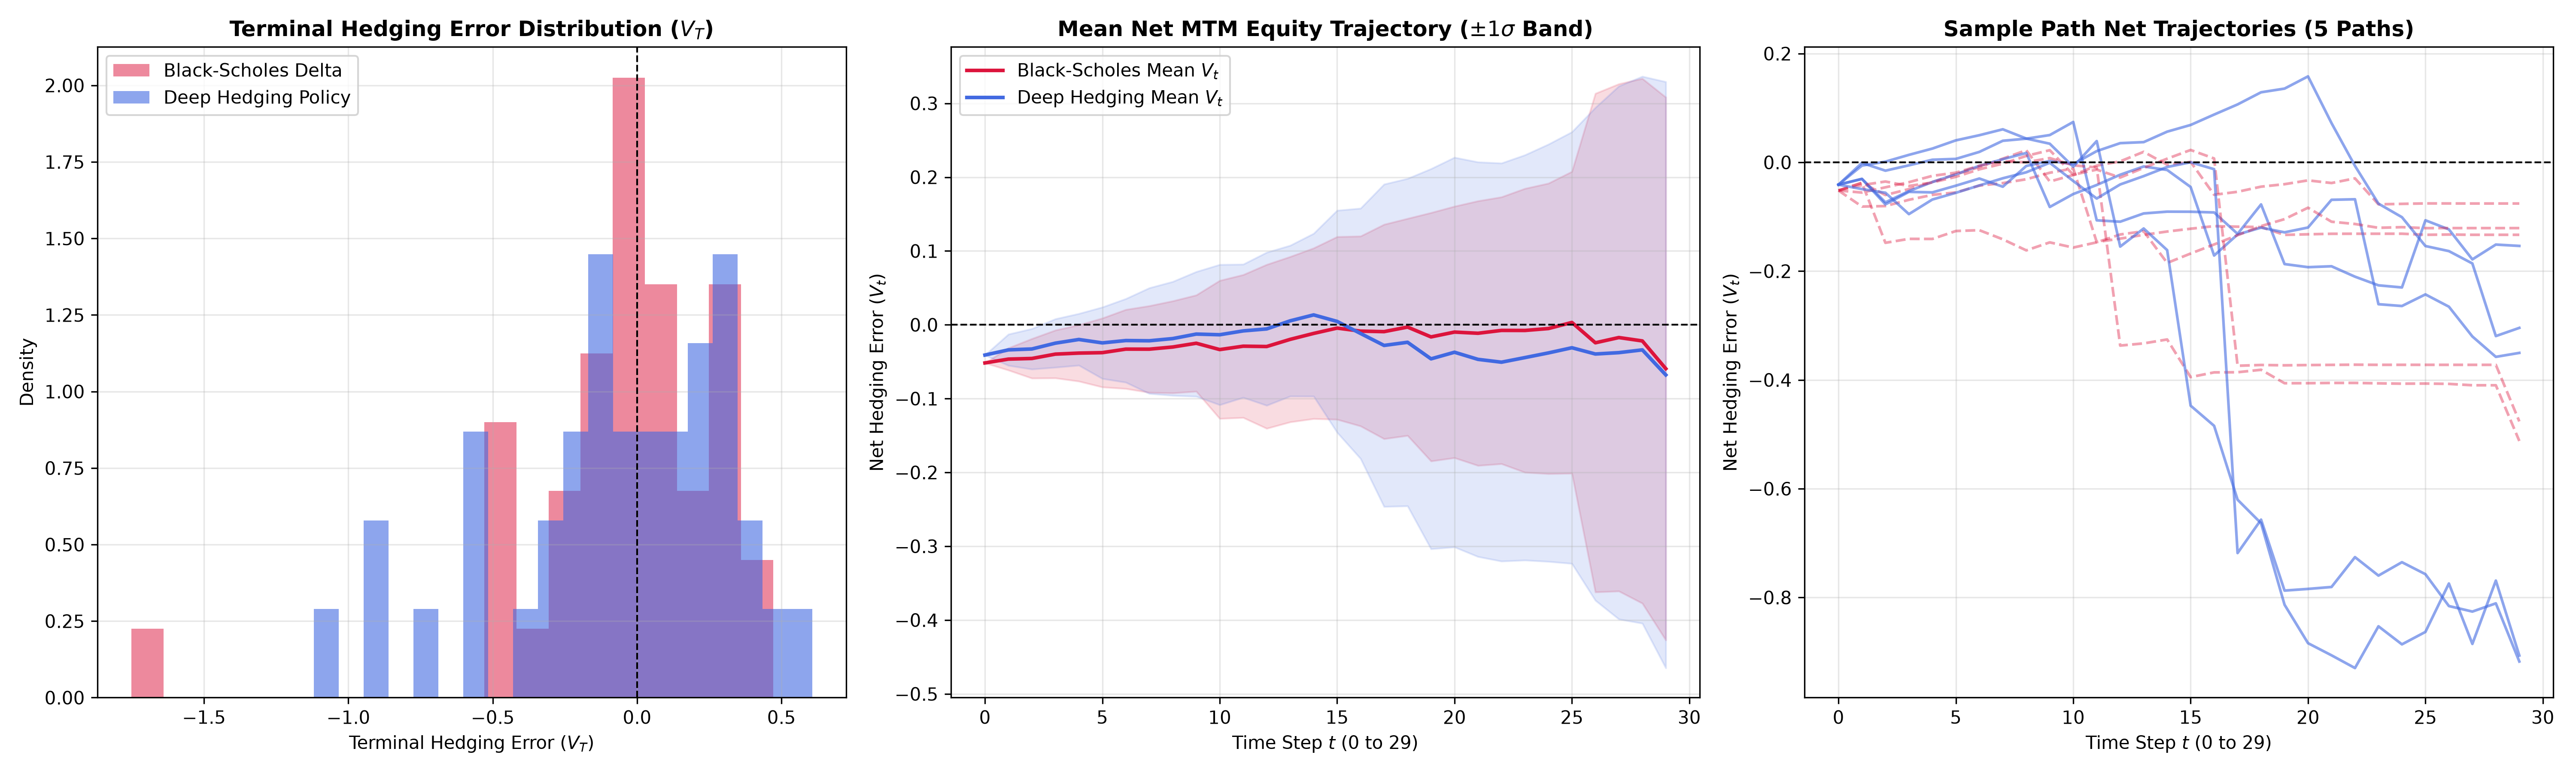 Terminal Hedging Error Distribution (V_T)
Black-Scholes Delta
Deep Hedging Policy
Density
2.00
1.75
1.50
1.25
1.00
0.75
0.50
0.25
0.00
−1.5 −1.0 −0.5 0.0 0.5
Terminal Hedging Error (V_T)
Mean Net MTM Equity Trajectory (±1σ Band)
Black-Scholes Mean V_t
Deep Hedging Mean V_t
Net Hedging Error (V_t)
0.3
0.2
0.1
0.0
−0.1
−0.2
−0.3
−0.4
−0.5
0 5 10 15 20 25 30
Time Step t (0 to 29)
Sample Path Net Trajectories (5 Paths)
Net Hedging Error (V_t)
0.2
0.0
−0.2
−0.4
−0.6
−0.8
0 5 10 15 20 25 30
Time Step t (0 to 29)